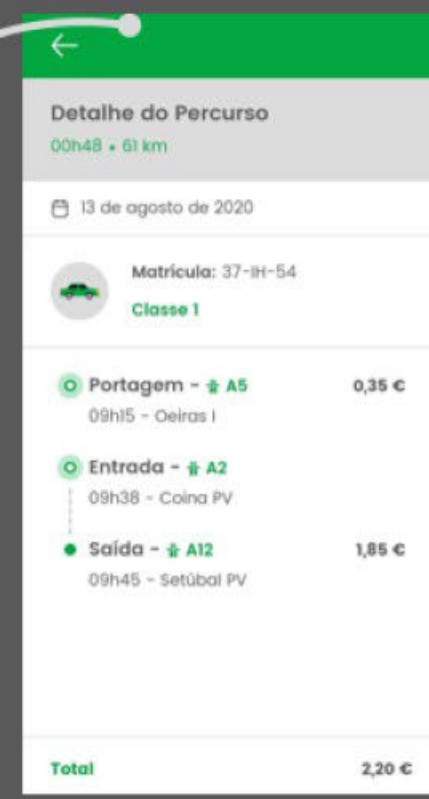 Detalhe do Percurso
00h48 • 61 km
13 de agosto de 2020
Matrícula: 37-IH-54
Classe 1
Portagem - A5 0,35 €
09h15 - Oeiras I
Entrada - A2
09h38 - Coina PV
Saída - A12 1,85 €
09h45 - Setúbal PV
Total 2,20 €